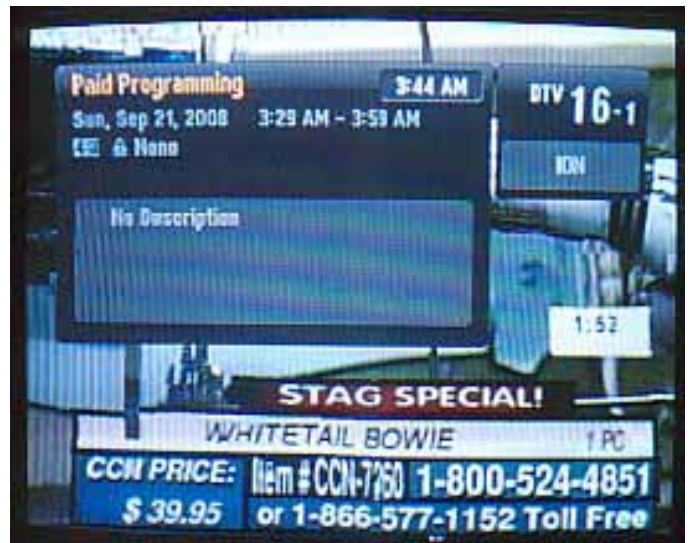 Paid Programming 3:44 AM
Sun, Sep 21, 2008 3:29 AM - 3:59 AM
None
No Description
DTV 16-1
ION
1:52
STAG SPECIAL!
WHITETAIL BOWIE 1 PC
CCN PRICE: Item # CCN-7260 1-800-524-4851
$ 39.95 or 1-866-577-1152 Toll Free